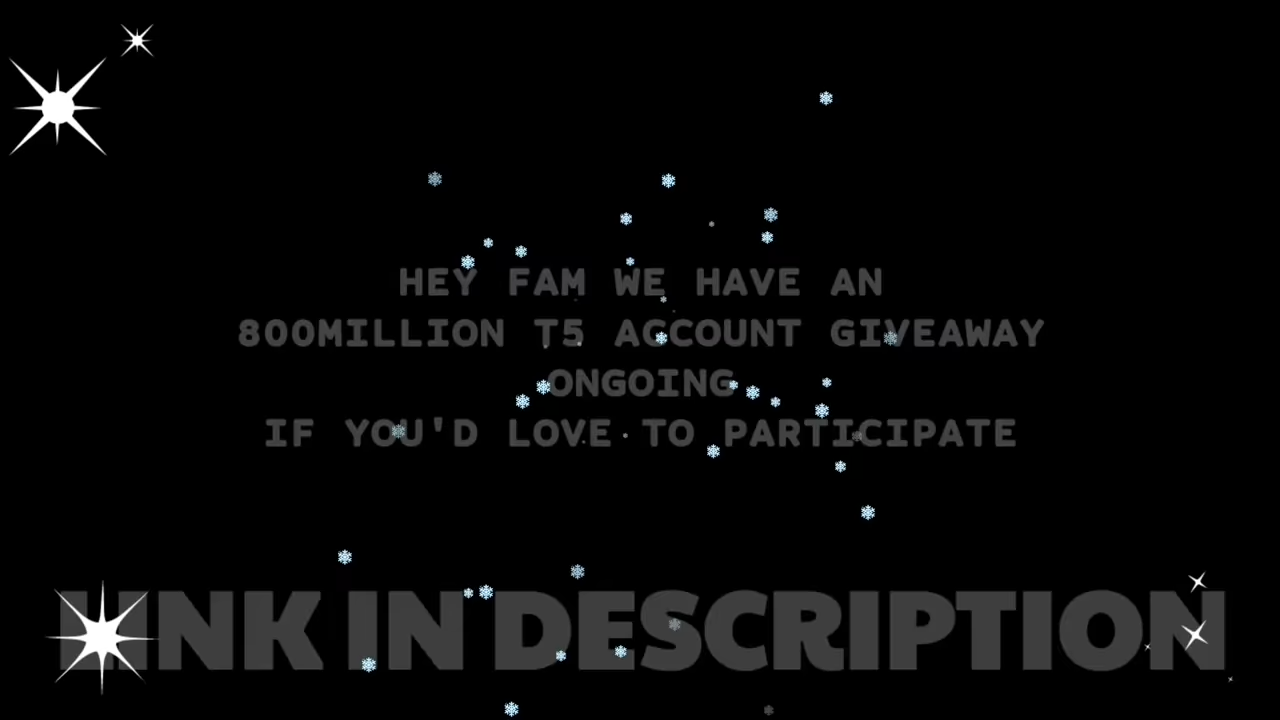 HEY FAM WE HAVE AN
800MILLION T5 ACCOUNT GIVEAWAY
ONGOING
IF YOU'D LOVE TO PARTICIPATE
LINK IN DESCRIPTION